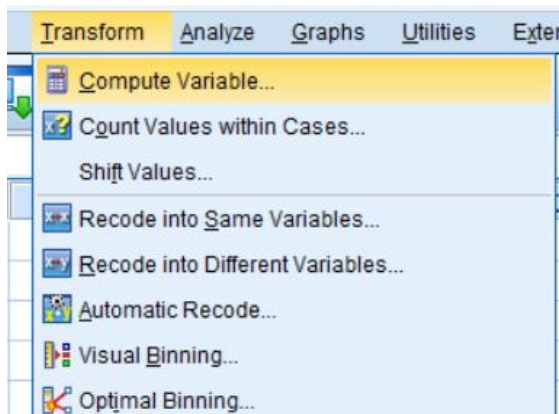 Transform Analyze Graphs Utilities Exter
Compute Variable...
Count Values within Cases...
Shift Values...
Recode into Same Variables...
Recode into Different Variables...
Automatic Recode...
Visual Binning...
Optimal Binning...